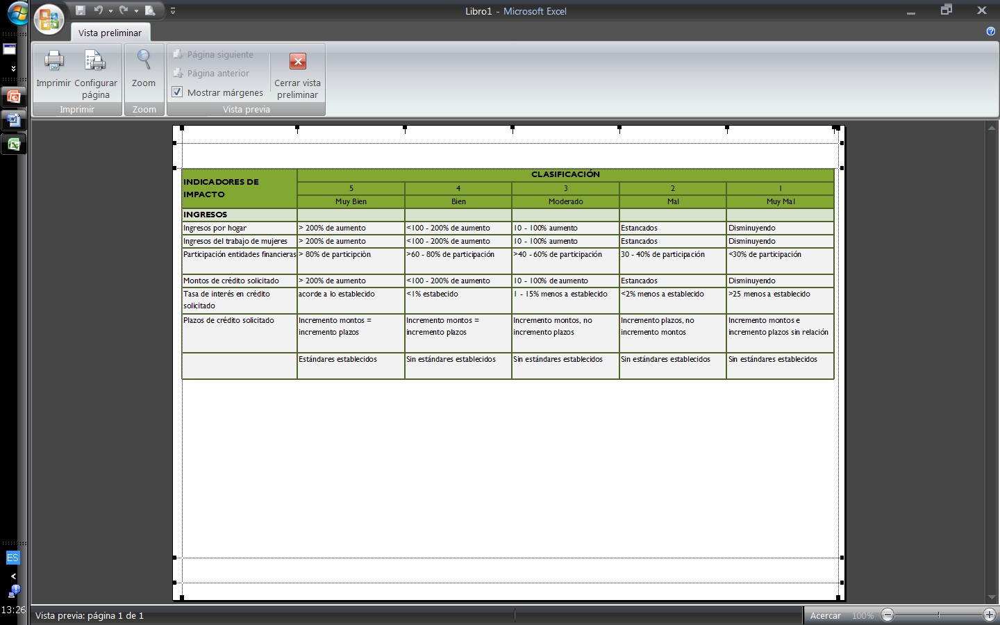 Libro1 - Microsoft Excel
Vista preliminar
Imprimir
Configurar página
Zoom
Página siguiente
Página anterior
Mostrar márgenes
Cerrar vista preliminar
Imprimir
Zoom
Vista previa
INDICADORES DE IMPACTO
CLASIFICACIÓN
5 4 3 2 1
Muy Bien Bien Moderado Mal Muy Mal
INGRESOS
Ingresos por hogar > 200% de aumento <100 - 200% de aumento 10 - 100% aumento Estancados Disminuyendo
Ingresos del trabajo de mujeres > 200% de aumento <100 - 200% de aumento 10 - 100% aumento Estancados Disminuyendo
Participación entidades financieras > 80% de participciòn >60 - 80% de participación >40 - 60% de participación 30 - 40% de participación <30% de participación
Montos de crédito solicitado > 200% de aumento <100 - 200% de aumento 10 - 100% de aumento Estancados Disminuyendo
Tasa de interés en crédito solicitado acorde a lo establecido <1% estabecido 1 - 15% menos a establecido <2% menos a establecido >25 menos a establecido
Plazos de crédito solicitado Incremento montos = incremento plazos Incremento montos = incremento plazos Incremento montos, no incremento plazos Incremento plazos, no incremento montos Incremento montos e incremento plazos sin relación
Estándares establecidos Sin estándares establecidos Sin estándares establecidos Sin estándares establecidos Sin estándares establecidos
ES
13:26
Vista previa: página 1 de 1
Acercar 100%